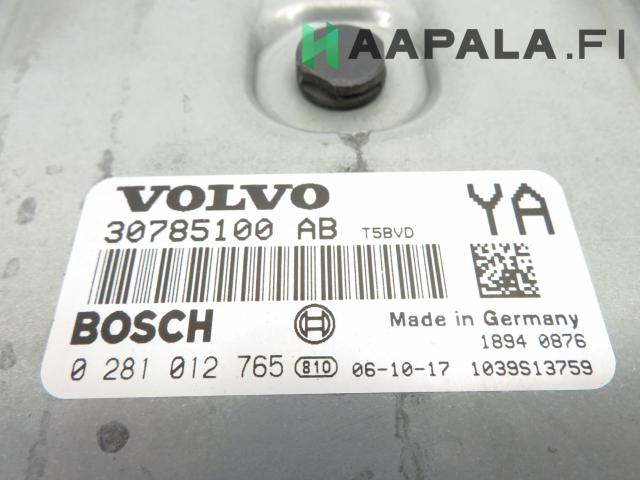 HAAPALA.FI
VOLVO
YA
30785100 AB T5BVD
BOSCH
Made in Germany
1894 0876
0 281 012 765 810 06-10-17 1039S13759